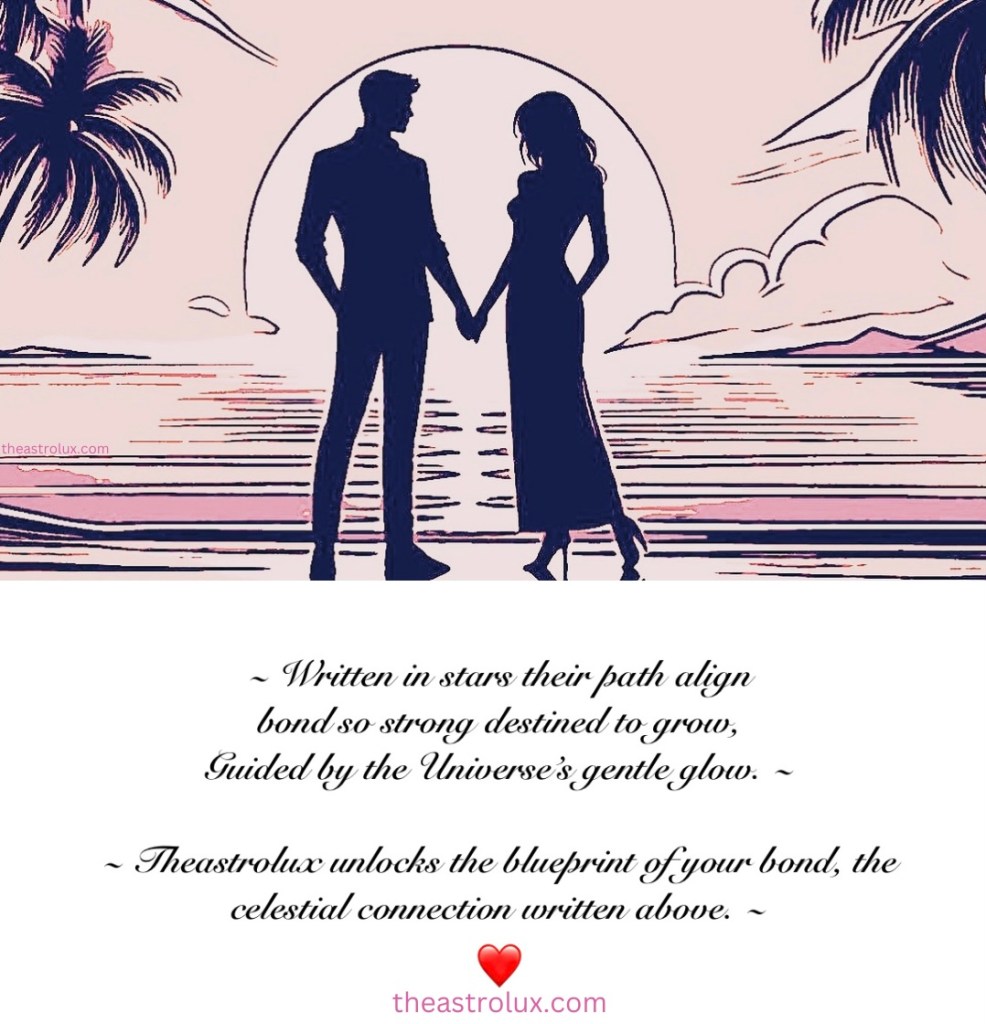 theastrolux.com
~ Written in stars their path align
bond so strong destined to grow,
Guided by the Universe's gentle glow. ~
~ Theastrolux unlocks the blueprint of your bond, the
celestial connection written above. ~
theastrolux.com